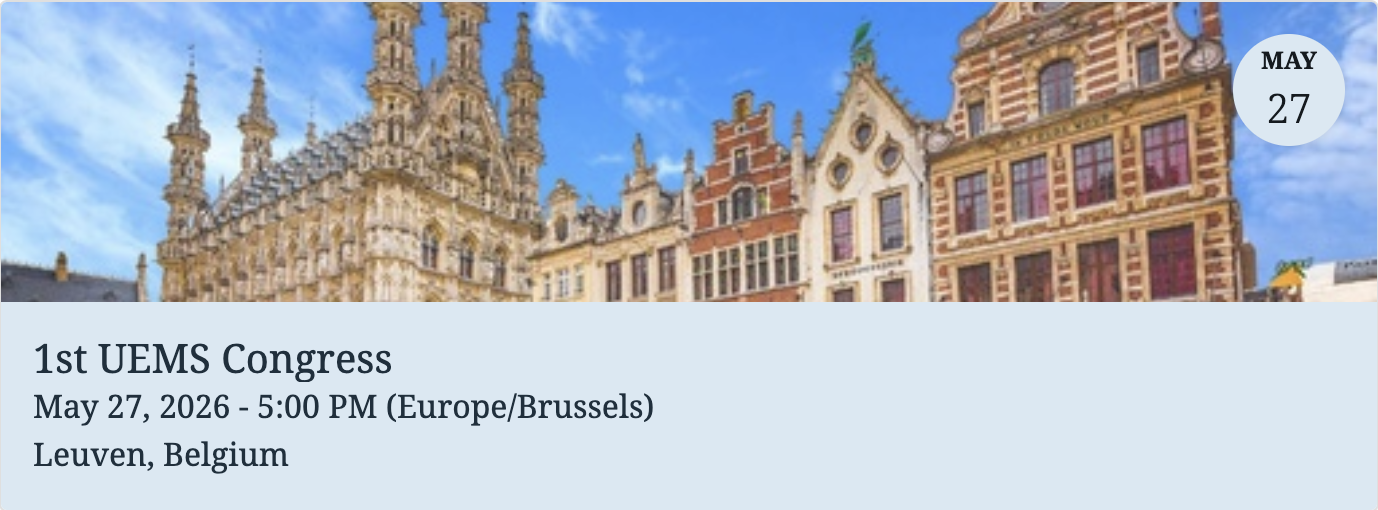 MAY
27
1st UEMS Congress
May 27, 2026 - 5:00 PM (Europe/Brussels)
Leuven, Belgium